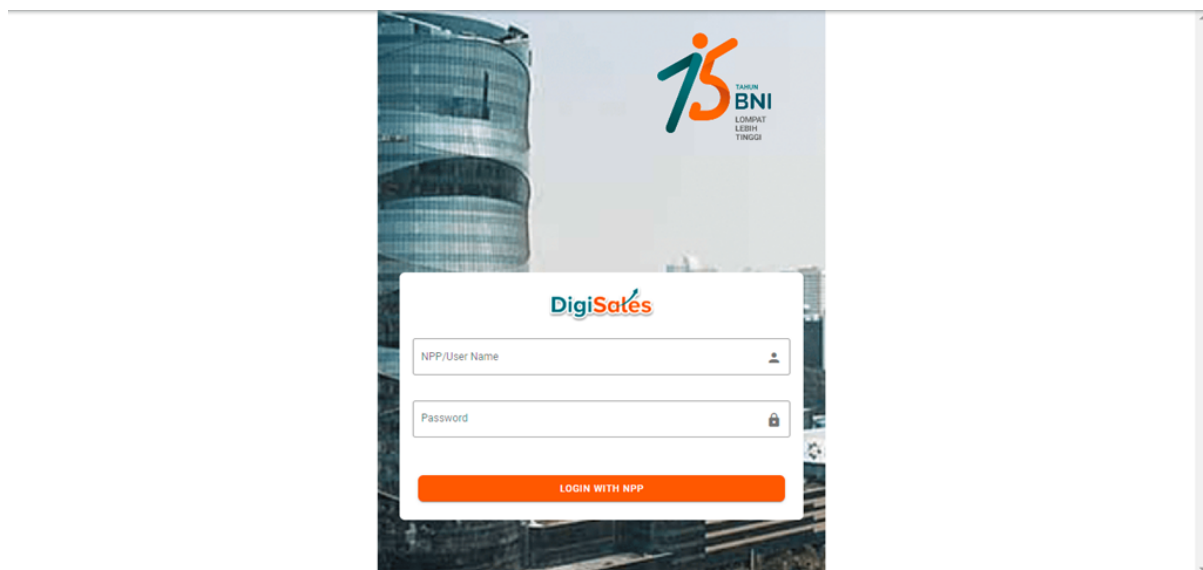 75
TAHUN
BNI
LOMPAT
LEBIH
TINGGI
DigiSales
NPP/User Name
Password
LOGIN WITH NPP